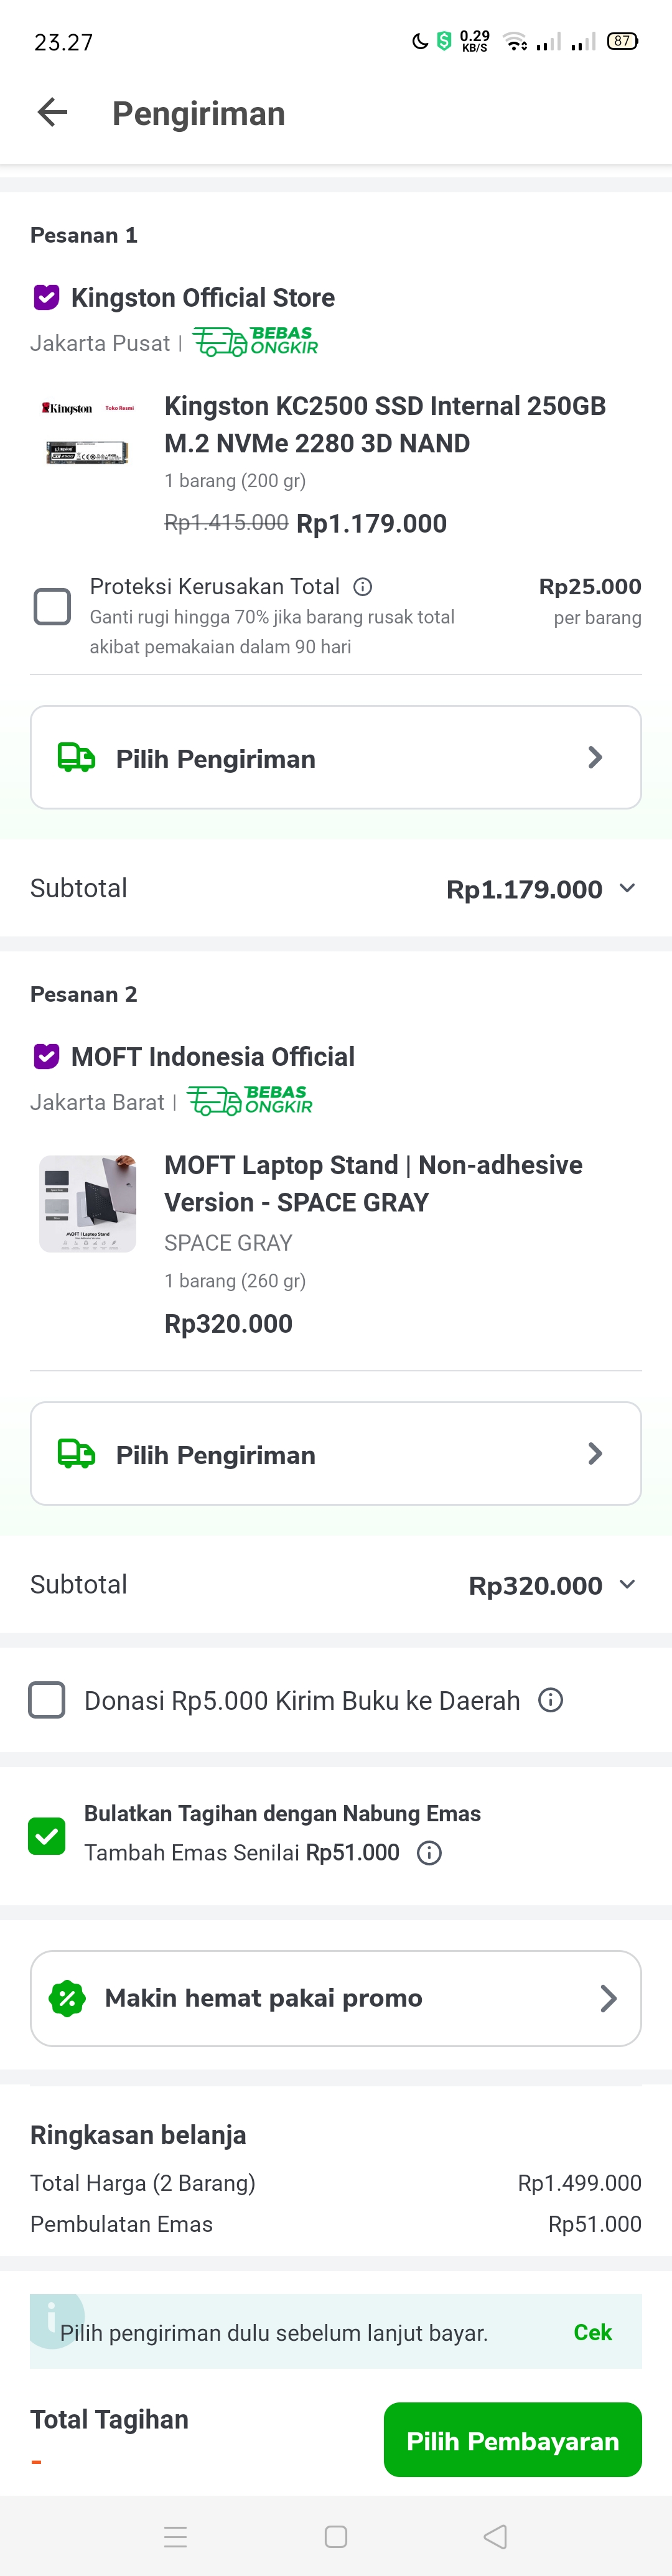 23.27
0.29
KB/S
87
Pengiriman
Pesanan 1
Kingston Official Store
Jakarta Pusat | BEBAS
ONGKIR
Kingston Toko Resmi
Kingston KC2500 SSD Internal 250GB
M.2 NVMe 2280 3D NAND
1 barang (200 gr)
Rp1.415.000 Rp1.179.000
Proteksi Kerusakan Total
Rp25.000
Ganti rugi hingga 70% jika barang rusak total
per barang
akibat pemakaian dalam 90 hari
Pilih Pengiriman
Subtotal
Rp1.179.000
Pesanan 2
MOFT Indonesia Official
Jakarta Barat | BEBAS
ONGKIR
MOFT Laptop Stand | Non-adhesive
Version - SPACE GRAY
SPACE GRAY
1 barang (260 gr)
Rp320.000
Pilih Pengiriman
Subtotal
Rp320.000
Donasi Rp5.000 Kirim Buku ke Daerah
Bulatkan Tagihan dengan Nabung Emas
Tambah Emas Senilai Rp51.000
Makin hemat pakai promo
Ringkasan belanja
Total Harga (2 Barang)
Rp1.499.000
Pembulatan Emas
Rp51.000
Pilih pengiriman dulu sebelum lanjut bayar.
Cek
Total Tagihan
-
Pilih Pembayaran